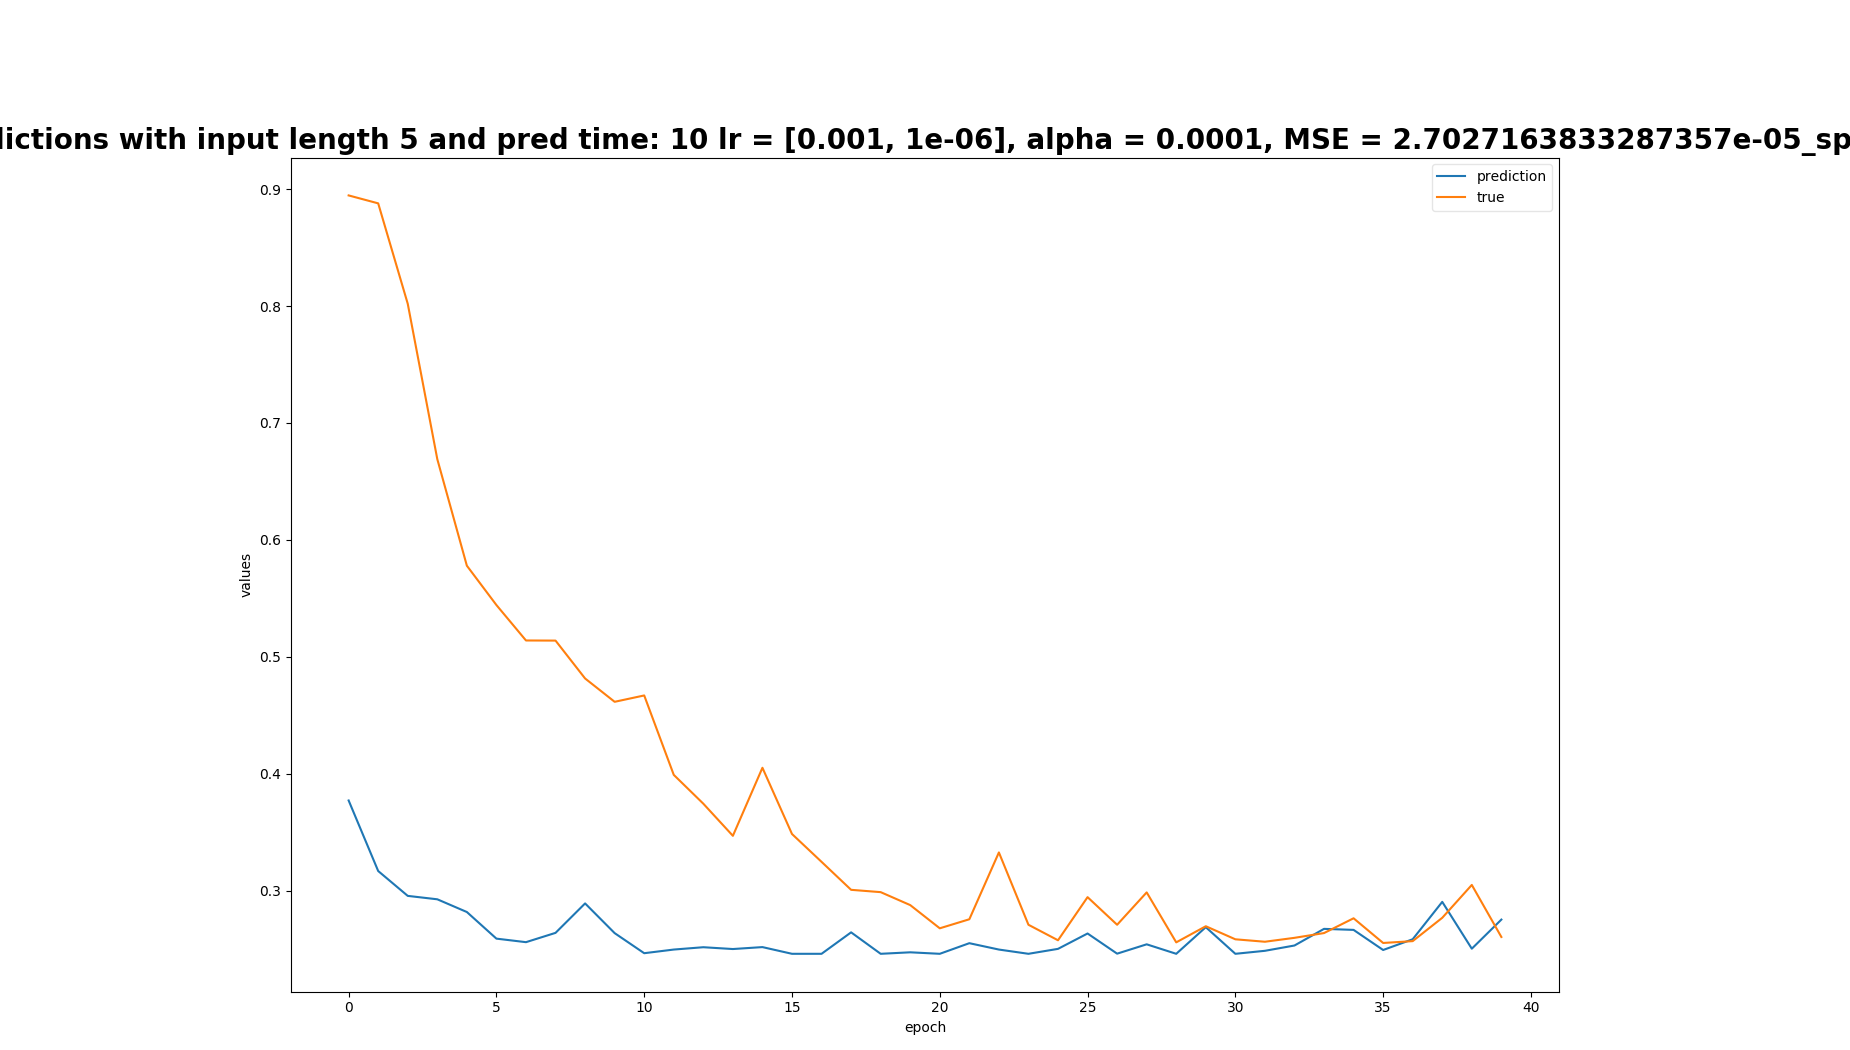 dictions with input length 5 and pred time: 10 lr = [0.001, 1e-06], alpha = 0.0001, MSE = 2.7027163833287357e-05_sp
prediction
true
0.9
0.8
0.7
0.6
0.5
0.4
0.3
values
0 5 10 15 20 25 30 35 40
epoch